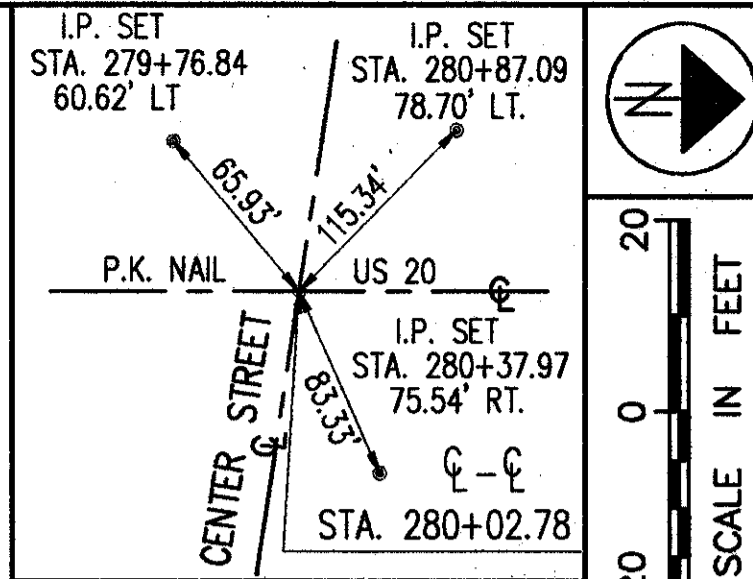 I.P. SET
STA. 279+76.84
60.62' LT
I.P. SET
STA. 280+87.09
78.70' LT.
65.93'
115.34'
P.K. NAIL
US 20
℄
I.P. SET
STA. 280+37.97
75.54' RT.
83.33'
CENTER STREET
℄
℄-℄
STA. 280+02.78
N
20
0
20
SCALE IN FEET